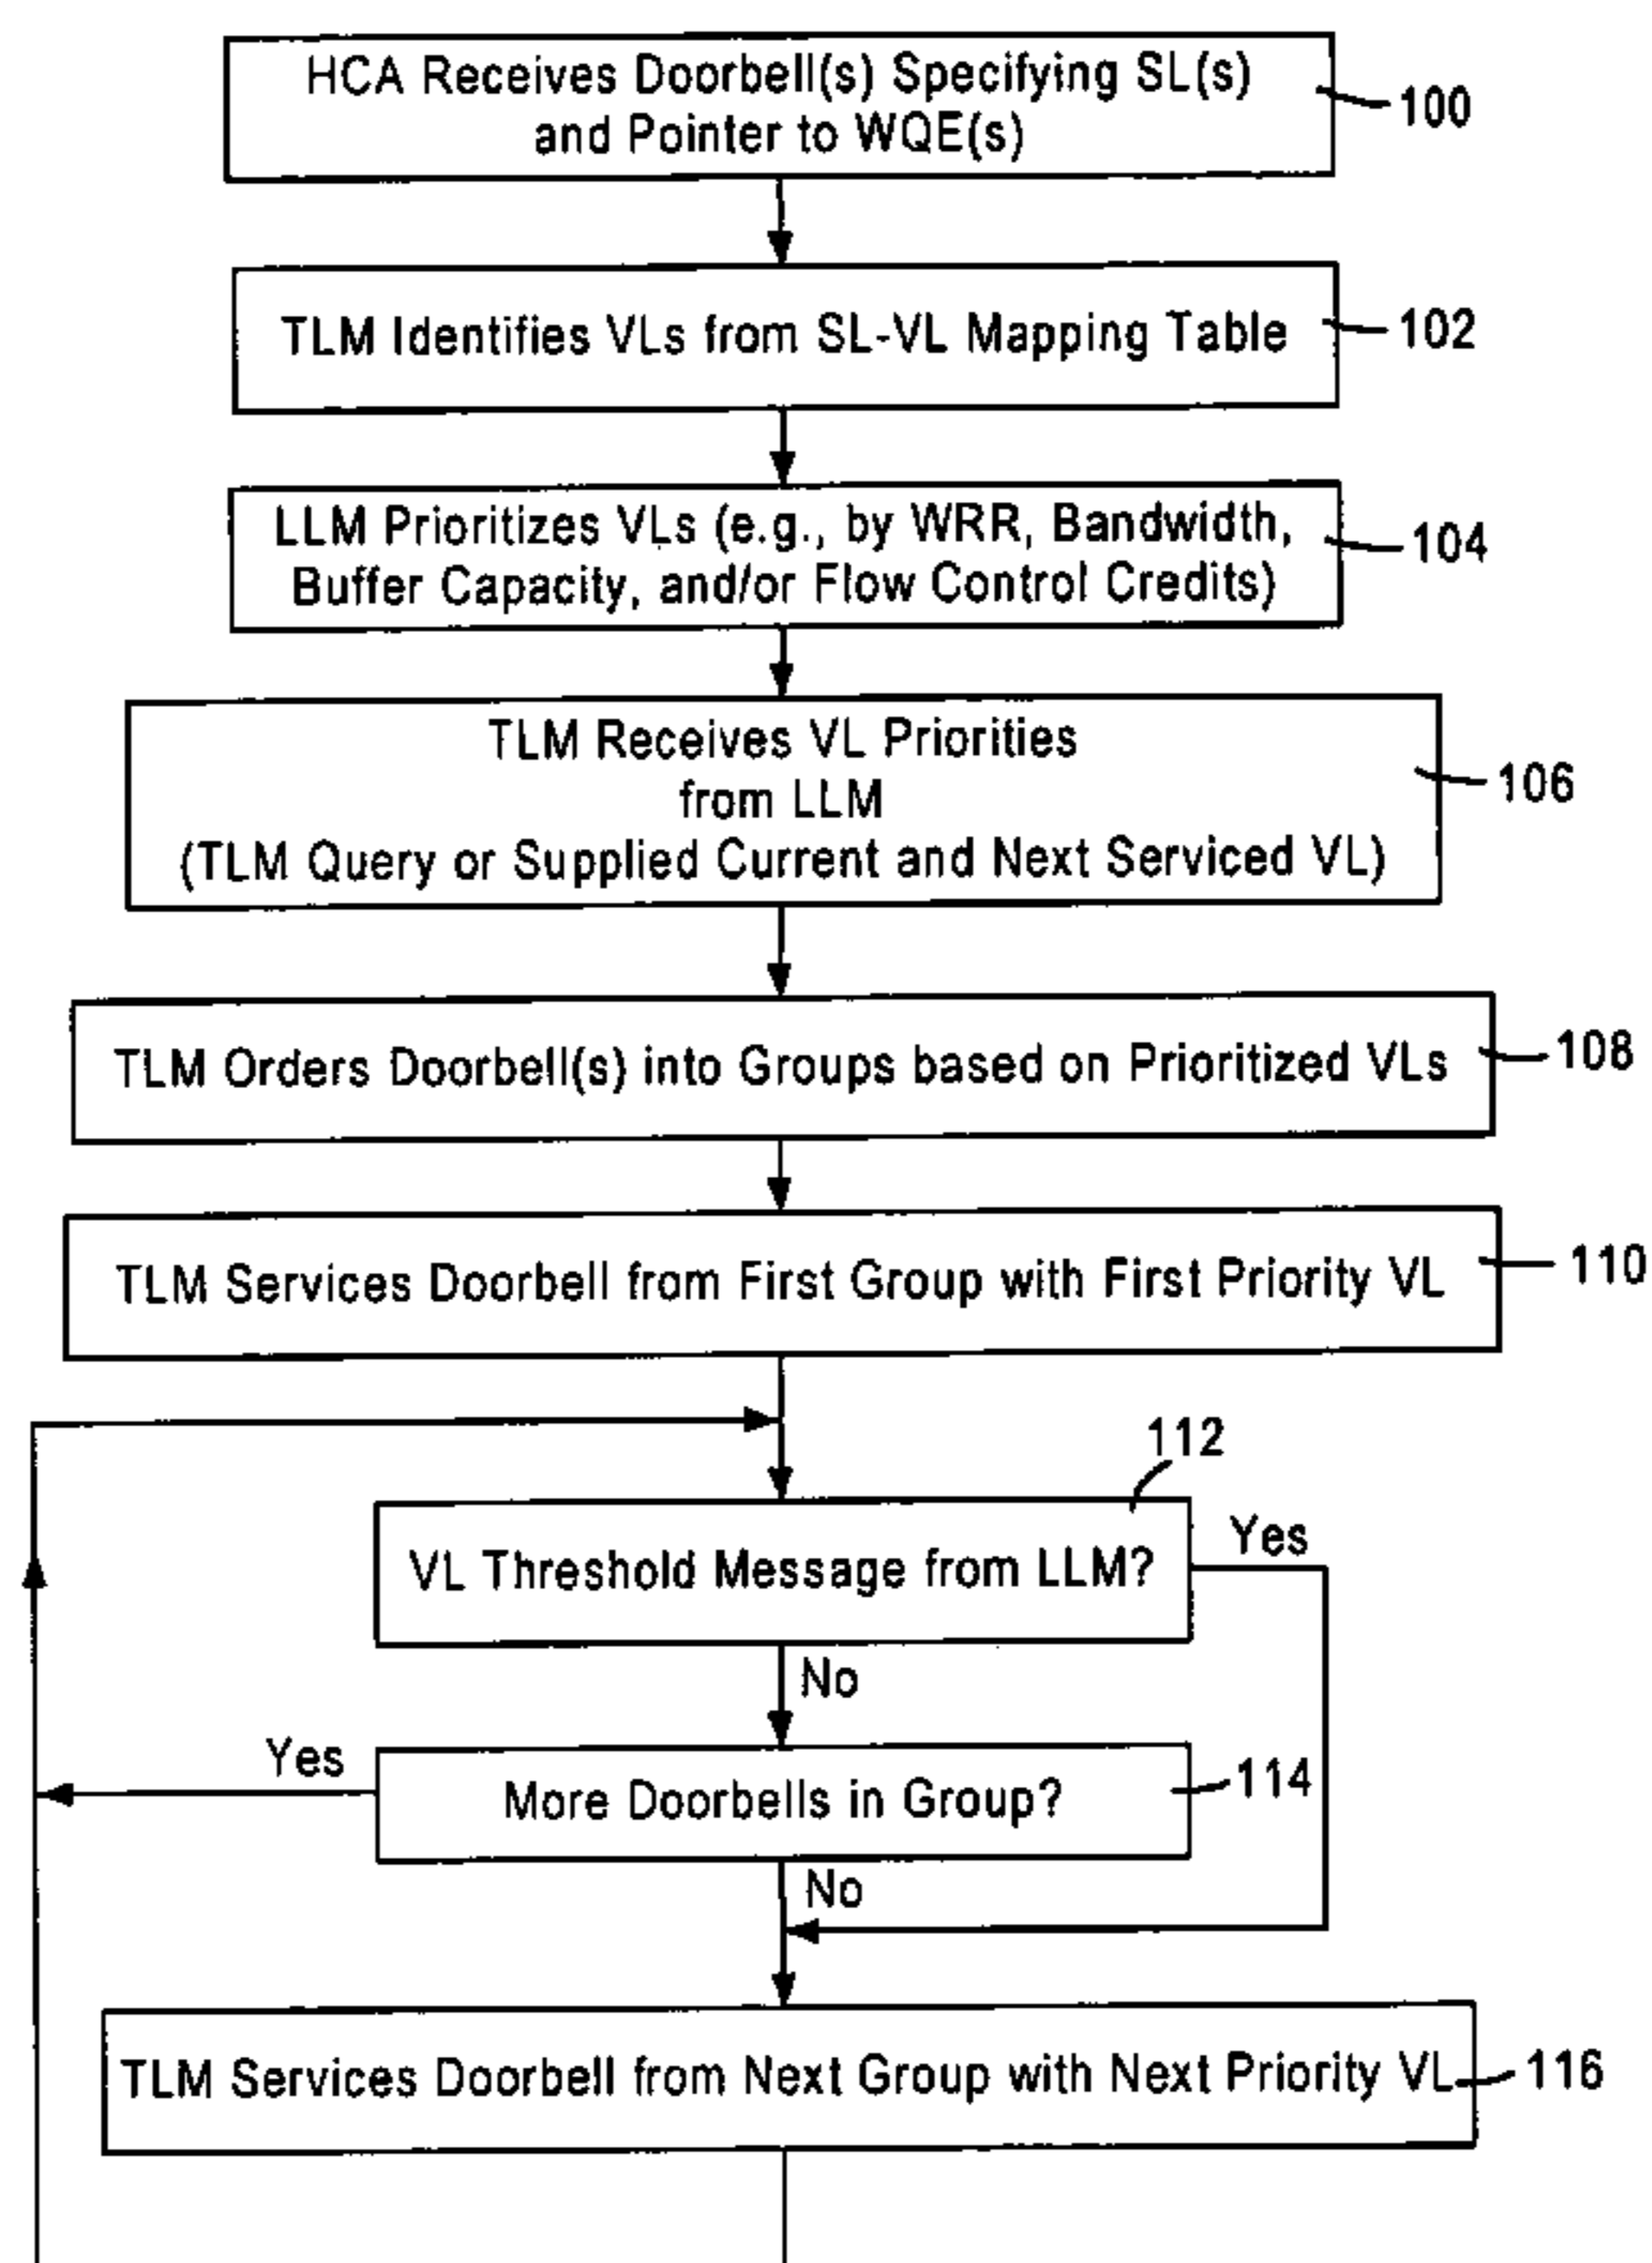 HCA Receives Doorbell(s) Specifying SL(s)
and Pointer to WQE(s)
100
TLM Identifies VLs from SL-VL Mapping Table
102
LLM Prioritizes VLs (e.g., by WRR, Bandwidth,
Buffer Capacity, and/or Flow Control Credits)
104
TLM Receives VL Priorities
from LLM
(TLM Query or Supplied Current and Next Serviced VL)
106
TLM Orders Doorbell(s) into Groups based on Prioritized VLs
108
TLM Services Doorbell from First Group with First Priority VL
110
112
VL Threshold Message from LLM?
Yes
No
Yes
More Doorbells in Group?
114
No
TLM Services Doorbell from Next Group with Next Priority VL
116